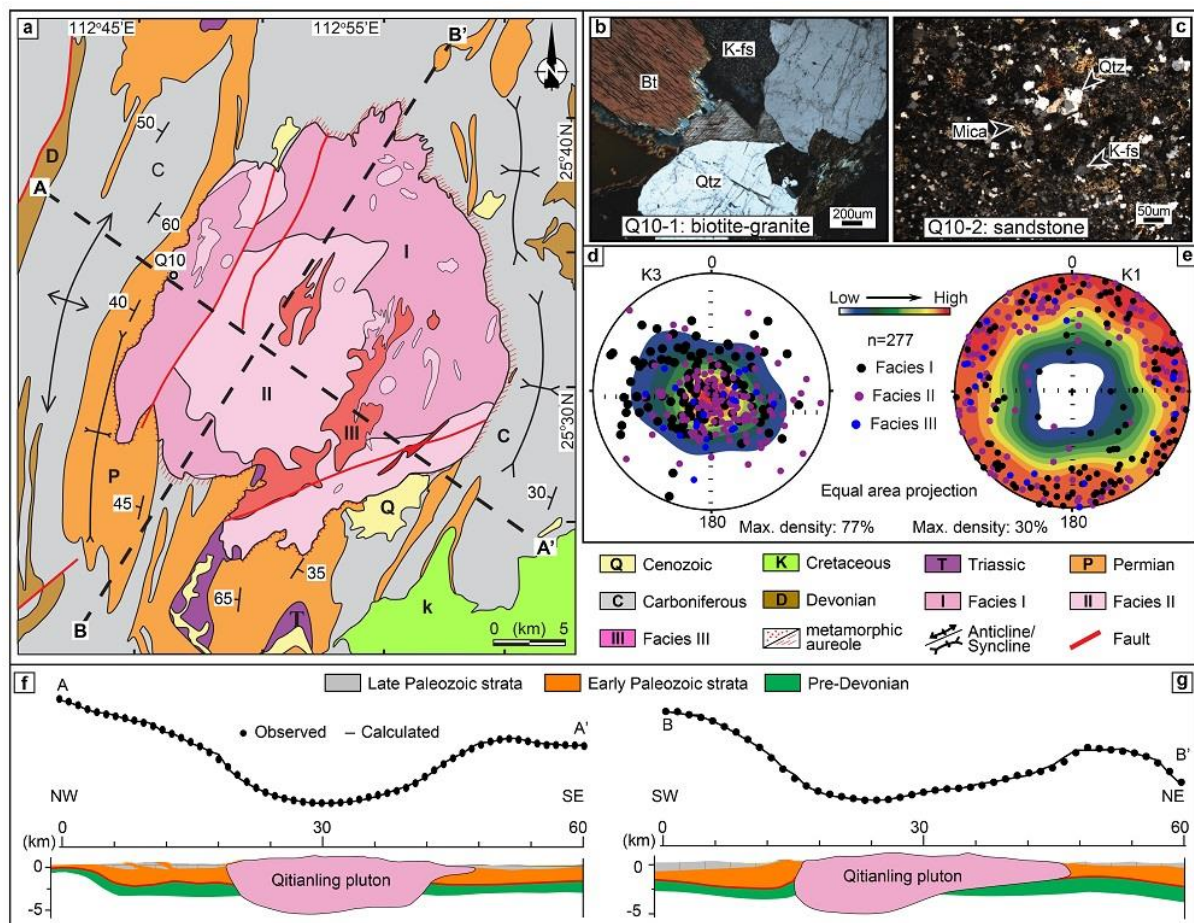 a
112°45'E
112°55'E
B'
50
D
C
A
60
Q10
I
25°40'N
40
II
25°30'N
III
C
P
45
30
Q
A'
35
65
T
B
k
0 (km) 5
b
Bt
K-fs
Qtz
200um
Q10-1: biotite-granite
c
Qtz
Mica
K-fs
50um
Q10-2: sandstone
d
K3
0
180
Low High
n=277
Facies I
Facies II
Facies III
Equal area projection
Max. density: 77%
Max. density: 30%
e
K1
0
180
Q Cenozoic
K Cretaceous
T Triassic
P Permian
C Carboniferous
D Devonian
I Facies I
II Facies II
III Facies III
metamorphic
aureole
Anticline/
Syncline
Fault
f
Late Paleozoic strata
Early Paleozoic strata
Pre-Devonian
g
A
Observed
Calculated
A'
NW
SE
0 30 60
(km)
0
-5
Qitianling pluton
B
B'
SW
NE
0 30 60
(km)
0
-5
Qitianling pluton